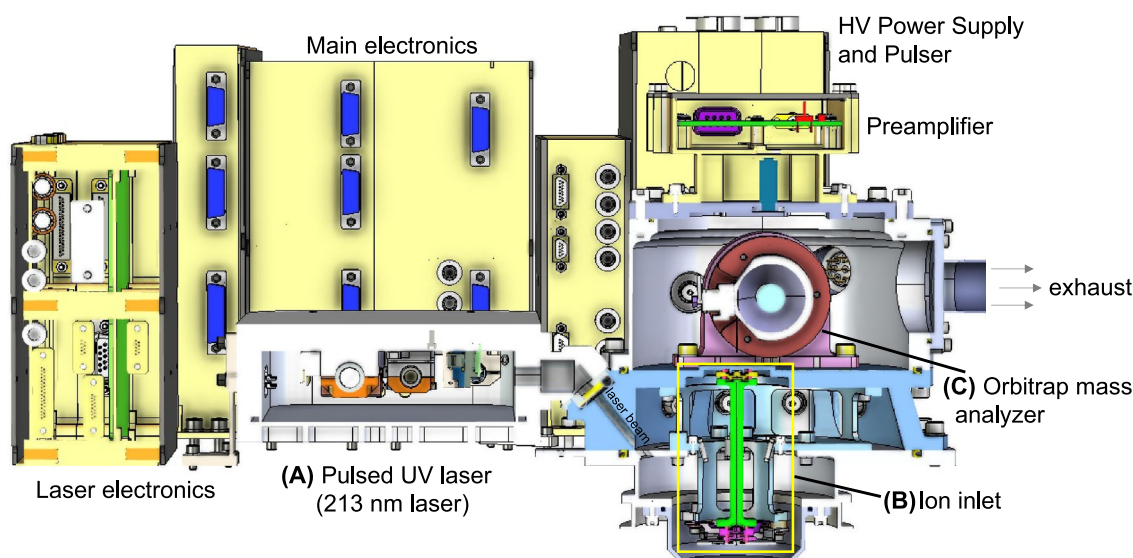 HV Power Supply
and Pulser
Main electronics
Preamplifier
exhaust
(C) Orbitrap mass
analyzer
laser beam
(A) Pulsed UV laser
(213 nm laser)
Laser electronics
(B) Ion inlet